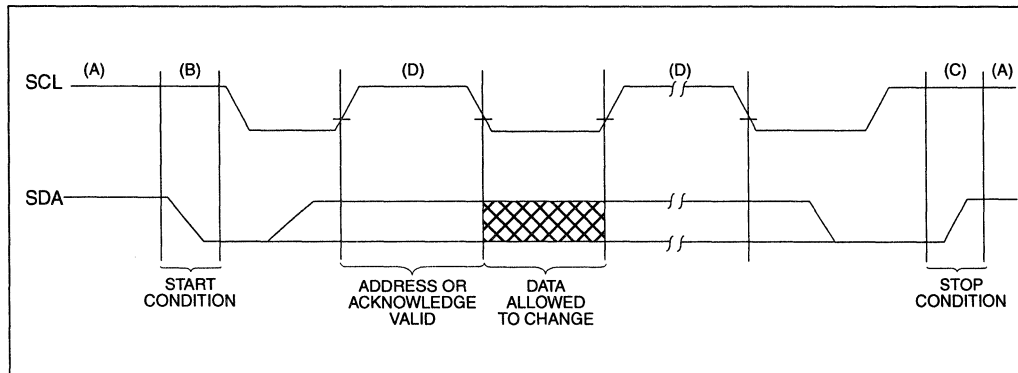 (A) (B) (D) (D) (C) (A)
SCL
SDA
START
CONDITION
ADDRESS OR
ACKNOWLEDGE
VALID
DATA
ALLOWED
TO CHANGE
STOP
CONDITION